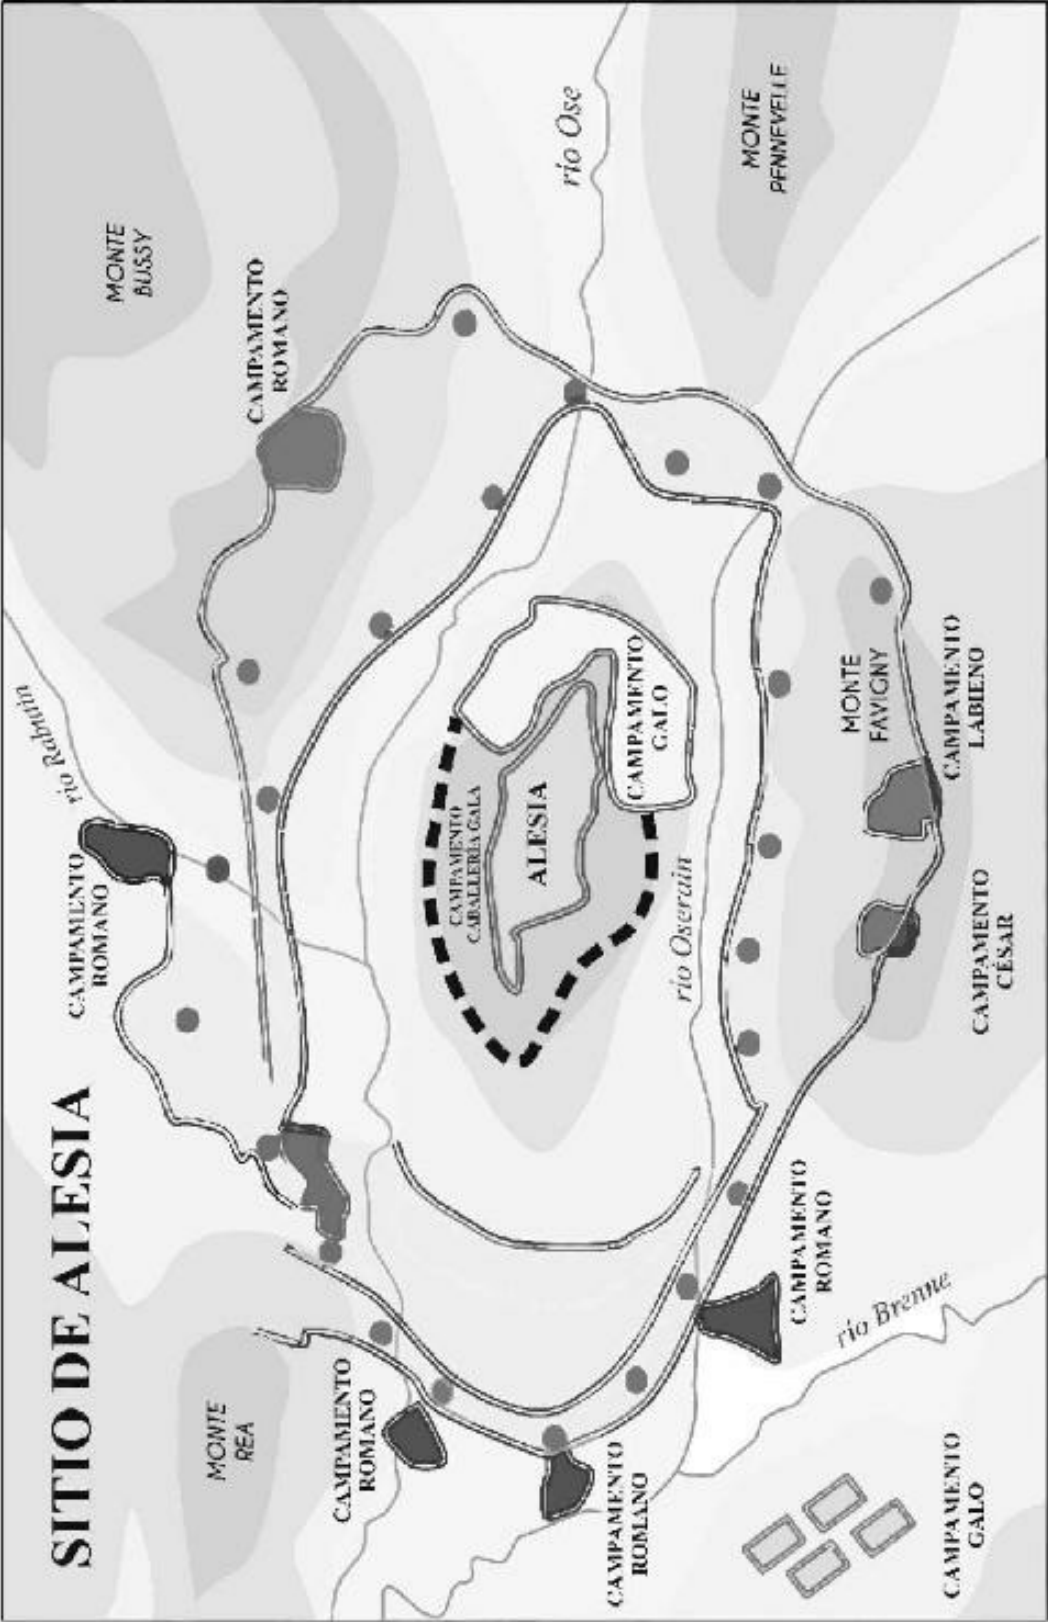 SITIO DE ALESIA
río Rabutin
CAMPAMENTO
ROMANO
MONTE
BUSSY
CAMPAMENTO
ROMANO
río Ose
MONTE
PENNEVELLE
MONTE
REA
CAMPAMENTO
ROMANO
CAMPAMENTO
CABALLERÍA GALA
ALESIA
CAMPAMENTO
GALO
río Oserain
MONTE
FAVIGNY
CAMPAMENTO
LABIENO
CAMPAMENTO
CÉSAR
CAMPAMENTO
ROMANO
CAMPAMENTO
ROMANO
río Brenne
CAMPAMENTO
GALO